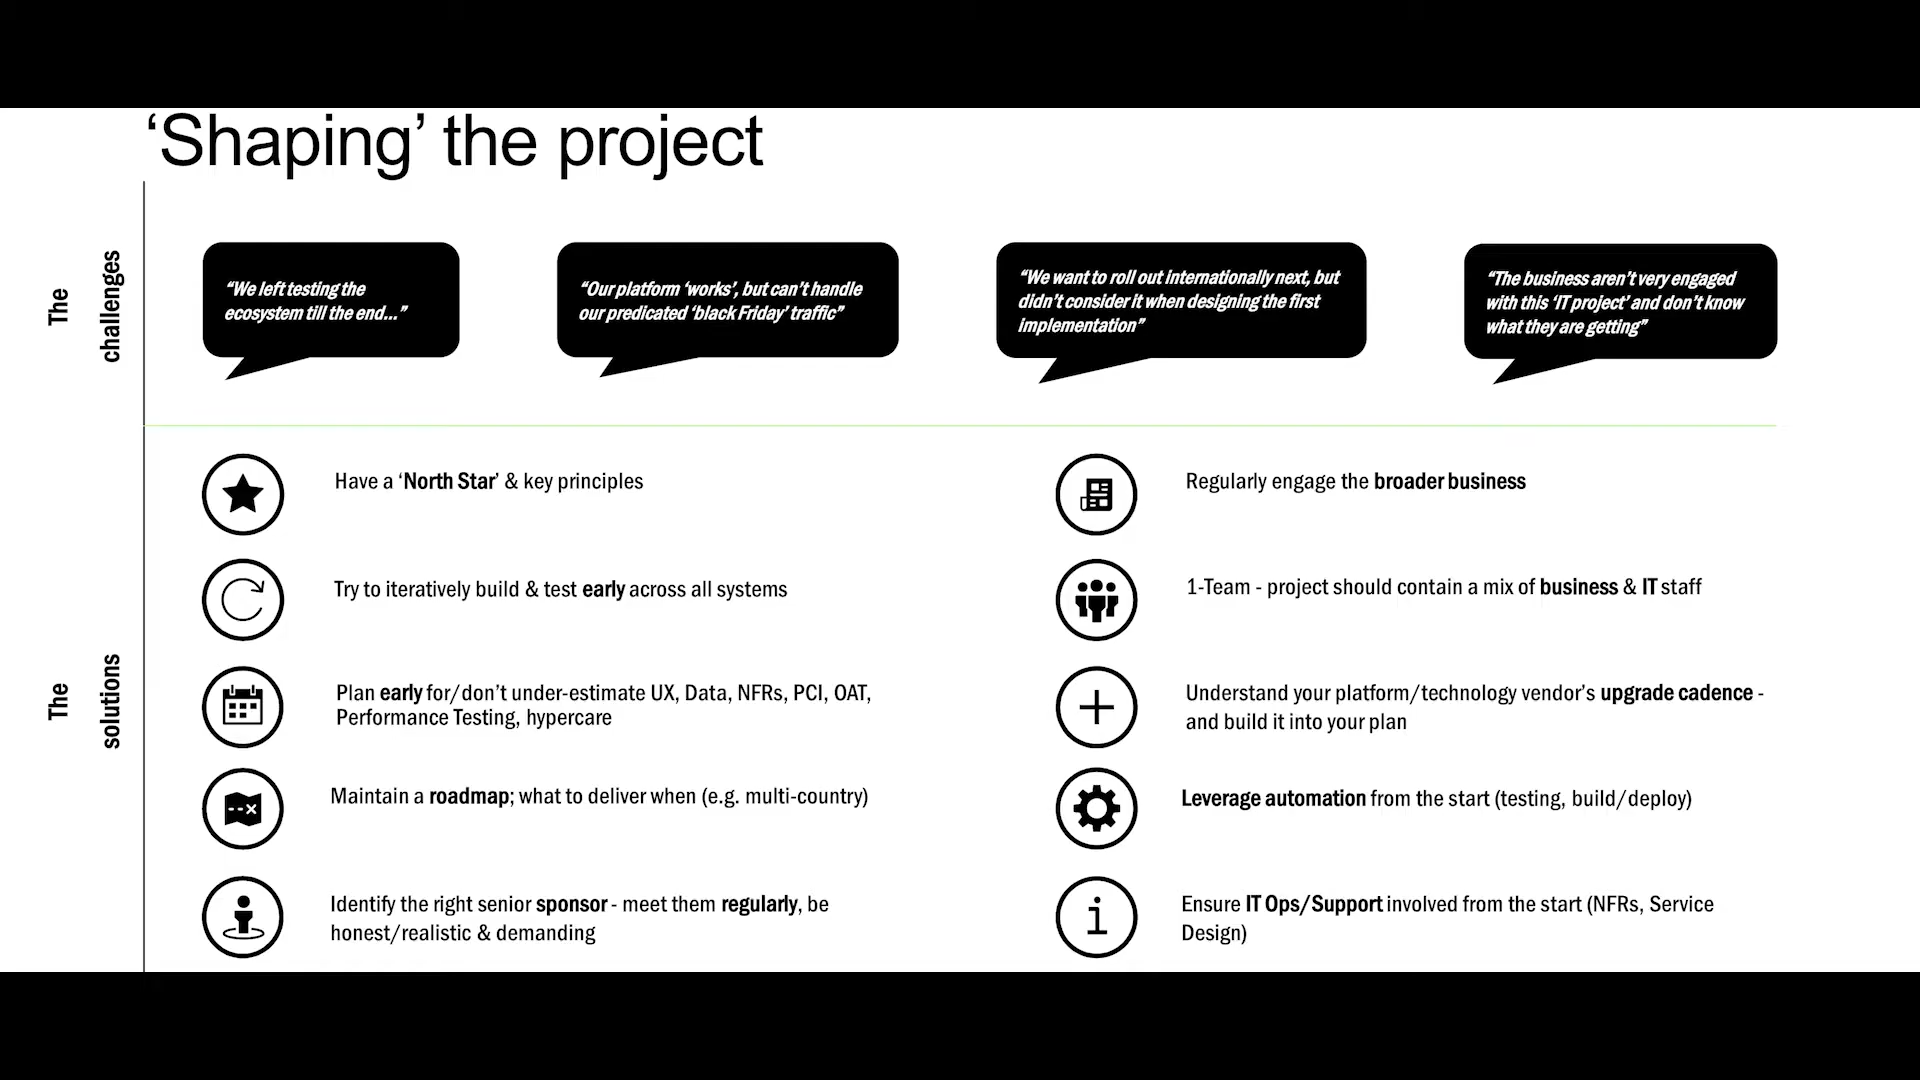 ‘Shaping’ the project
The
challenges
“We left testing the
ecosystem till the end...”
“Our platform ‘works’, but can’t handle
our predicated ‘black Friday’ traffic”
“We want to roll out internationally next, but
didn’t consider it when designing the first
implementation”
“The business aren’t very engaged
with this ‘IT project’ and don’t know
what they are getting”
The
solutions
Have a ‘North Star’ & key principles
Try to iteratively build & test early across all systems
Plan early for/don’t under-estimate UX, Data, NFRs, PCI, OAT,
Performance Testing, hypercare
Maintain a roadmap; what to deliver when (e.g. multi-country)
Identify the right senior sponsor - meet them regularly, be
honest/realistic & demanding
Regularly engage the broader business
1-Team - project should contain a mix of business & IT staff
Understand your platform/technology vendor’s upgrade cadence -
and build it into your plan
Leverage automation from the start (testing, build/deploy)
Ensure IT Ops/Support involved from the start (NFRs, Service
Design)